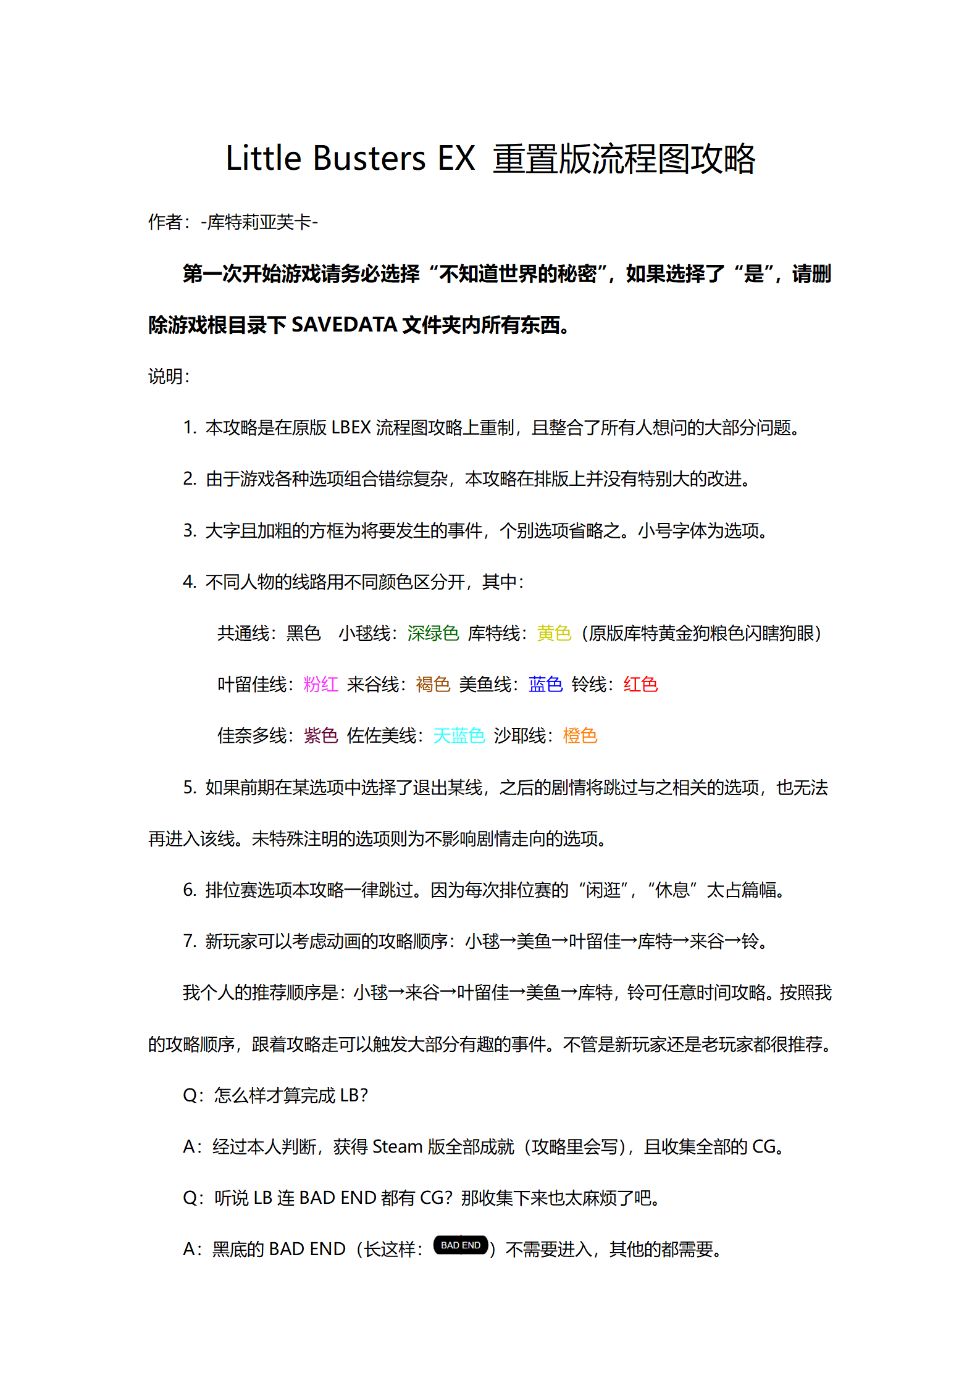 Little Busters EX 重置版流程图攻略
作者：-库特莉亚芙卡-
第一次开始游戏请务必选择“不知道世界的秘密”，如果选择了“是”，请删
除游戏根目录下 SAVEDATA 文件夹内所有东西。
说明：
1. 本攻略是在原版 LBEX 流程图攻略上重制，且整合了所有人想问的大部分问题。
2. 由于游戏各种选项组合错综复杂，本攻略在排版上并没有特别大的改进。
3. 大字且加粗的方框为将要发生的事件，个别选项省略之。小号字体为选项。
4. 不同人物的线路用不同颜色区分开，其中：
共通线：黑色 小毬线：深绿色 库特线：黄色（原版库特黄金狗粮色闪瞎狗眼）
叶留佳线：粉红 来谷线：褐色 美鱼线：蓝色 铃线：红色
佳奈多线：紫色 佐佐美线：天蓝色 沙耶线：橙色
5. 如果前期在某选项中选择了退出某线，之后的剧情将跳过与之相关的选项，也无法
再进入该线。未特殊注明的选项则为不影响剧情走向的选项。
6. 排位赛选项本攻略一律跳过。因为每次排位赛的“闲逛”，“休息”太占篇幅。
7. 新玩家可以考虑动画的攻略顺序：小毬→美鱼→叶留佳→库特→来谷→铃。
我个人的推荐顺序是：小毬→来谷→叶留佳→美鱼→库特，铃可任意时间攻略。按照我
的攻略顺序，跟着攻略走可以触发大部分有趣的事件。不管是新玩家还是老玩家都很推荐。
Q：怎么样才算完成 LB？
A：经过本人判断，获得 Steam 版全部成就（攻略里会写），且收集全部的 CG。
Q：听说 LB 连 BAD END 都有 CG？那收集下来也太麻烦了吧。
A：黑底的 BAD END（长这样：BAD END）不需要进入，其他的都需要。